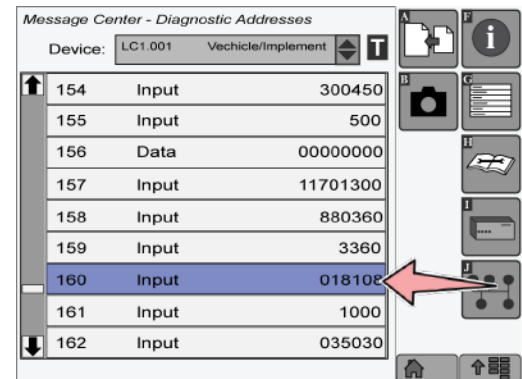 Message Center - Diagnostic Addresses
Device: LC1.001 Vechicle/Implement T
154 Input 300450
155 Input 500
156 Data 00000000
157 Input 11701300
158 Input 880360
159 Input 3360
160 Input 018108
161 Input 1000
162 Input 035030
A
F
i
B
G
H
I
J